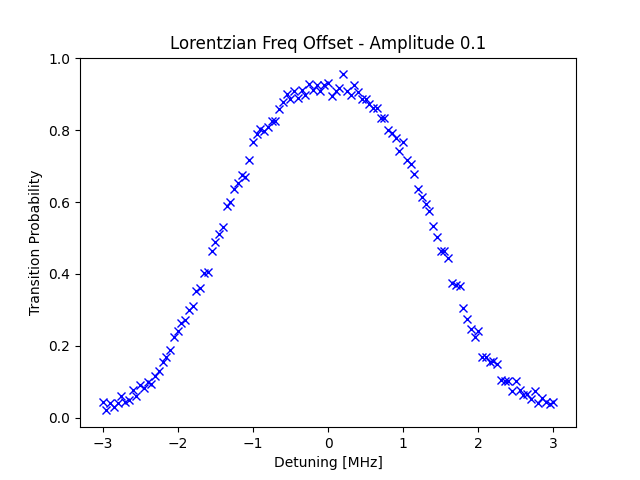 Lorentzian Freq Offset - Amplitude 0.1
1.0
0.8
0.6
0.4
0.2
0.0
Transition Probability
−3 −2 −1 0 1 2 3
Detuning [MHz]